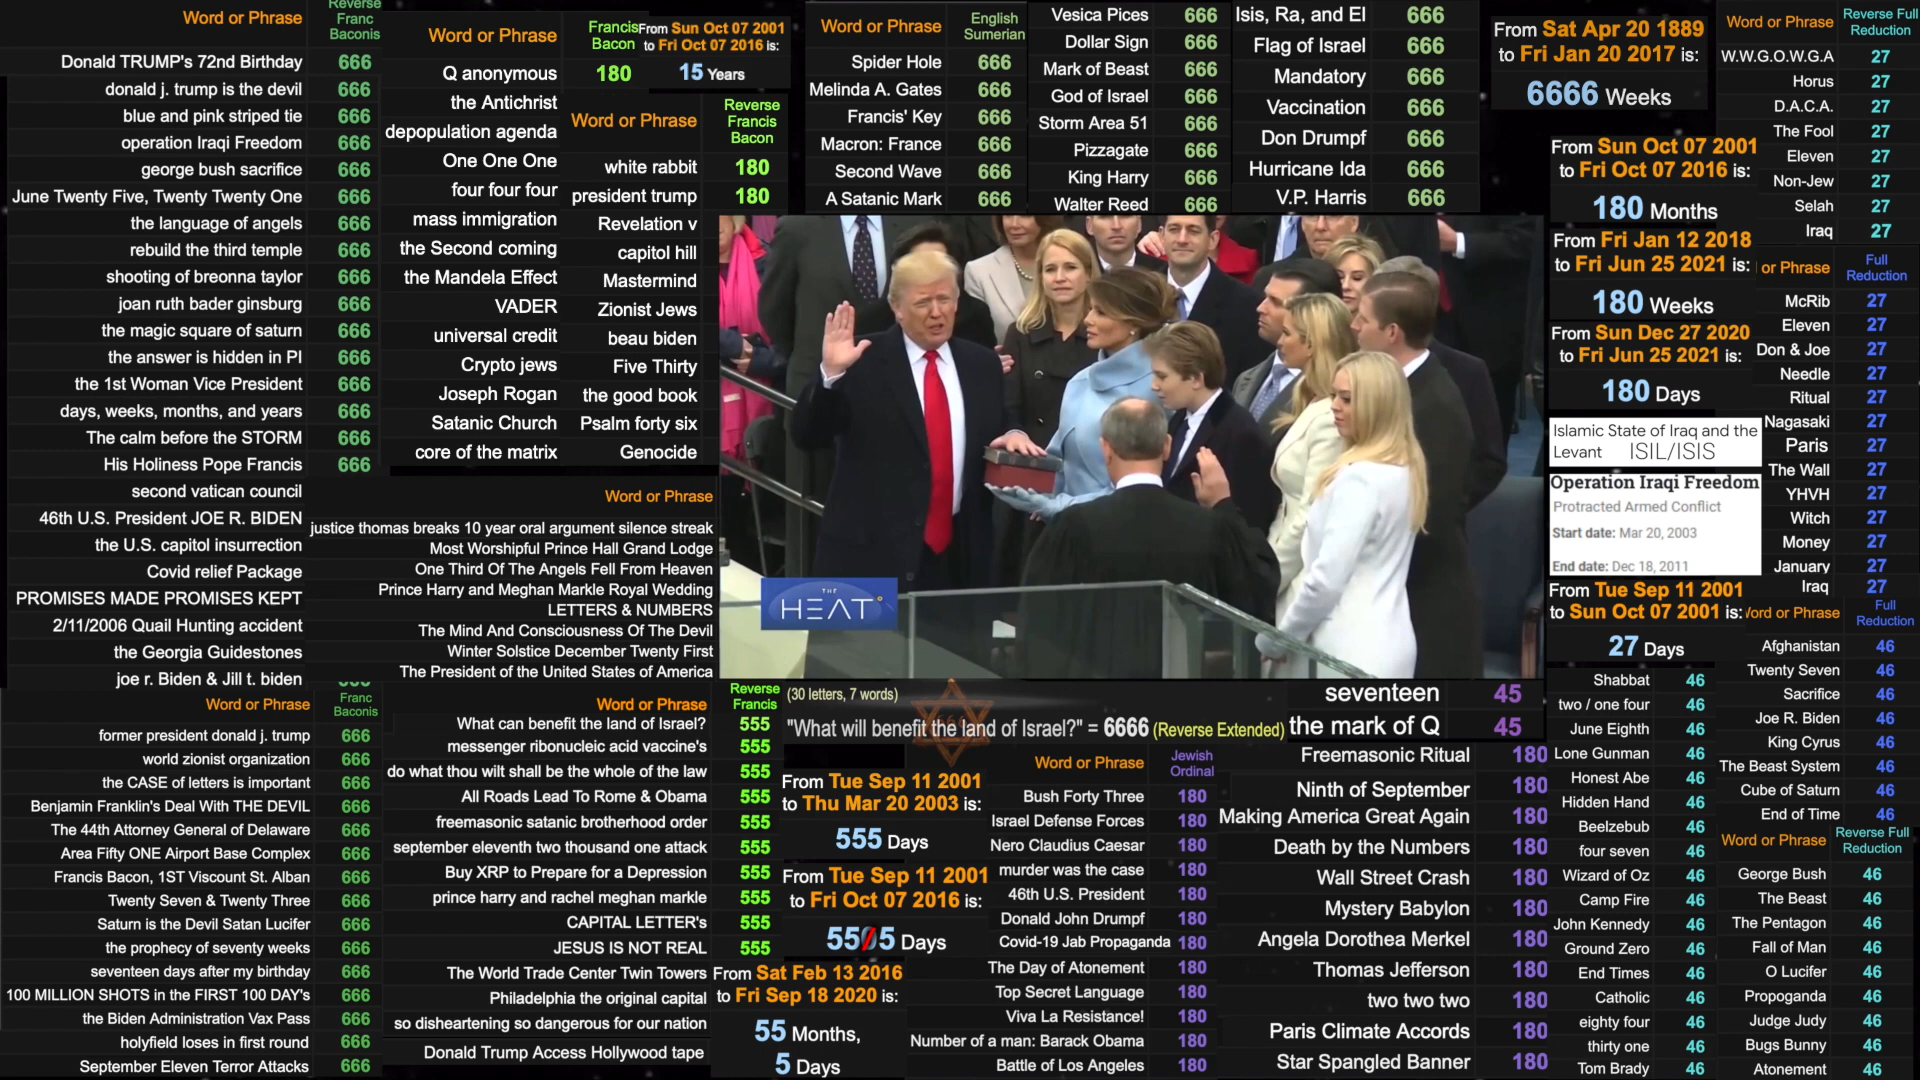 Word or Phrase Reverse Franc Baconis
Donald TRUMP's 72nd Birthday 666
donald j. trump is the devil 666
blue and pink striped tie 666
operation Iraqi Freedom 666
george bush sacrifice 666
June Twenty Five, Twenty Twenty One 666
the language of angels 666
rebuild the third temple 666
shooting of breonna taylor 666
joan ruth bader ginsburg 666
the magic square of saturn 666
the answer is hidden in PI 666
the 1st Woman Vice President 666
days, weeks, months, and years 666
The calm before the STORM 666
His Holiness Pope Francis 666
second vatican council
46th U.S. President JOE R. BIDEN
the U.S. capitol insurrection
Covid relief Package
PROMISES MADE PROMISES KEPT
2/11/2006 Quail Hunting accident
the Georgia Guidestones
joe r. Biden & Jill t. biden
Word or Phrase Franc Baconis
former president donald j. trump 666
world zionist organization 666
the CASE of letters is important 666
Benjamin Franklin's Deal With THE DEVIL 666
The 44th Attorney General of Delaware 666
Area Fifty ONE Airport Base Complex 666
Francis Bacon, 1ST Viscount St. Alban 666
Twenty Seven & Twenty Three 666
Saturn is the Devil Satan Lucifer 666
the prophecy of seventy weeks 666
seventeen days after my birthday 666
100 MILLION SHOTS in the FIRST 100 DAY's 666
the Biden Administration Vax Pass 666
holyfield loses in first round 666
September Eleven Terror Attacks 666
Word or Phrase Francis Bacon
Q anonymous 180
the Antichrist
depopulation agenda
One One One
four four four
mass immigration
the Second coming
the Mandela Effect
VADER
universal credit
Crypto jews
Joseph Rogan
Satanic Church
core of the matrix
From Sun Oct 07 2001
to Fri Oct 07 2016 is:
15 Years
Word or Phrase Reverse Francis Bacon
white rabbit 180
president trump 180
Revelation v
capitol hill
Mastermind
Zionist Jews
beau biden
Five Thirty
the good book
Psalm forty six
Genocide
Word or Phrase
justice thomas breaks 10 year oral argument silence streak
Most Worshipful Prince Hall Grand Lodge
One Third Of The Angels Fell From Heaven
Prince Harry and Meghan Markle Royal Wedding
LETTERS & NUMBERS
The Mind And Consciousness Of The Devil
Winter Solstice December Twenty First
The President of the United States of America
Word or Phrase Reverse Francis
What can benefit the land of Israel? 555
messenger ribonucleic acid vaccine's 555
do what thou wilt shall be the whole of the law 555
All Roads Lead To Rome & Obama 555
freemasonic satanic brotherhood order 555
september eleventh two thousand one attack 555
Buy XRP to Prepare for a Depression 555
prince harry and rachel meghan markle 555
CAPITAL LETTER's 555
JESUS IS NOT REAL 555
The World Trade Center Twin Towers
Philadelphia the original capital
so disheartening so dangerous for our nation
Donald Trump Access Hollywood tape
Word or Phrase English Sumerian
Spider Hole 666
Melinda A. Gates 666
Francis' Key 666
Macron: France 666
Second Wave 666
A Satanic Mark 666
Vesica Pices 666
Dollar Sign 666
Mark of Beast 666
God of Israel 666
Storm Area 51 666
Pizzagate 666
King Harry 666
Walter Reed 666
Isis, Ra, and El 666
Flag of Israel 666
Mandatory 666
Vaccination 666
Don Drumpf 666
Hurricane Ida 666
V.P. Harris 666
THE
HEAT
(30 letters, 7 words)
"What will benefit the land of Israel?" = 6666 (Reverse Extended)
seventeen 45
the mark of Q 45
From Tue Sep 11 2001
to Thu Mar 20 2003 is:
555 Days
From Tue Sep 11 2001
to Fri Oct 07 2016 is:
5505 Days
From Sat Feb 13 2016
to Fri Sep 18 2020 is:
55 Months,
5 Days
Word or Phrase Jewish Ordinal
Bush Forty Three 180
Israel Defense Forces 180
Nero Claudius Caesar 180
murder was the case 180
46th U.S. President 180
Donald John Drumpf 180
Covid-19 Jab Propaganda 180
The Day of Atonement 180
Top Secret Language 180
Viva La Resistance! 180
Number of a man: Barack Obama 180
Battle of Los Angeles 180
Freemasonic Ritual 180
Ninth of September 180
Making America Great Again 180
Death by the Numbers 180
Wall Street Crash 180
Mystery Babylon 180
Angela Dorothea Merkel 180
Thomas Jefferson 180
two two two 180
Paris Climate Accords 180
Star Spangled Banner 180
From Sat Apr 20 1889
to Fri Jan 20 2017 is:
6666 Weeks
From Sun Oct 07 2001
to Fri Oct 07 2016 is:
180 Months
From Fri Jan 12 2018
to Fri Jun 25 2021 is:
180 Weeks
From Sun Dec 27 2020
to Fri Jun 25 2021 is:
180 Days
Islamic State of Iraq and the
Levant ISIL/ISIS
Operation Iraqi Freedom
Protracted Armed Conflict
Start date: Mar 20, 2003
End date: Dec 18, 2011
From Tue Sep 11 2001
to Sun Oct 07 2001 is:
27 Days
Shabbat 46
two / one four 46
June Eighth 46
Lone Gunman 46
Honest Abe 46
Hidden Hand 46
Beelzebub 46
four seven 46
Wizard of Oz 46
Camp Fire 46
John Kennedy 46
Ground Zero 46
End Times 46
Catholic 46
eighty four 46
thirty one 46
Tom Brady 46
Word or Phrase Reverse Full Reduction
W.W.G.O.W.G.A 27
Horus 27
D.A.C.A. 27
The Fool 27
Eleven 27
Non-Jew 27
Selah 27
Iraq 27
or Phrase Full Reduction
McRib 27
Eleven 27
Don & Joe 27
Needle 27
Ritual 27
Nagasaki 27
Paris 27
The Wall 27
YHVH 27
Witch 27
Money 27
January 27
Iraq 27
Word or Phrase Full Reduction
Afghanistan 46
Twenty Seven 46
Sacrifice 46
Joe R. Biden 46
King Cyrus 46
The Beast System 46
Cube of Saturn 46
End of Time 46
Word or Phrase Reverse Full Reduction
George Bush 46
The Beast 46
The Pentagon 46
Fall of Man 46
O Lucifer 46
Propoganda 46
Judge Judy 46
Bugs Bunny 46
Atonement 46